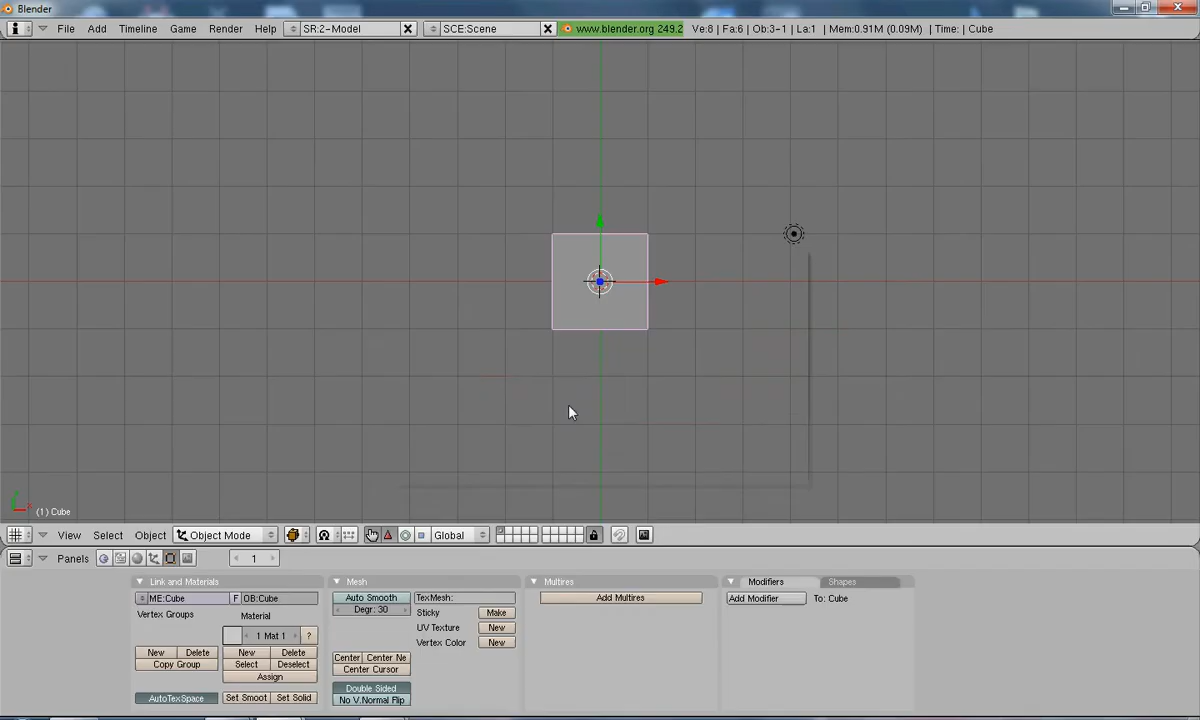 Blender
File Add Timeline Game Render Help SR:2-Model SCE:Scene www.blender.org 249.2 Ve:8 | Fa:6 | Ob:3-1 | La:1 | Mem:0.91M (0.09M) | Time: | Cube
(1) Cube
View Select Object Object Mode Global
Panels 1
Link and Materials Mesh Multires Modifiers Shapes
ME:Cube F OB:Cube Auto Smooth TexMesh: Add Multires Add Modifier To: Cube
Vertex Groups Material Degr: 30 Sticky Make
1 Mat 1 ? UV Texture New
New Delete New Delete Vertex Color New
Copy Group Select Deselect Center Center Ne
Assign Center Cursor
AutoTexSpace Set Smoot Set Solid Double Sided
No V.Normal Flip